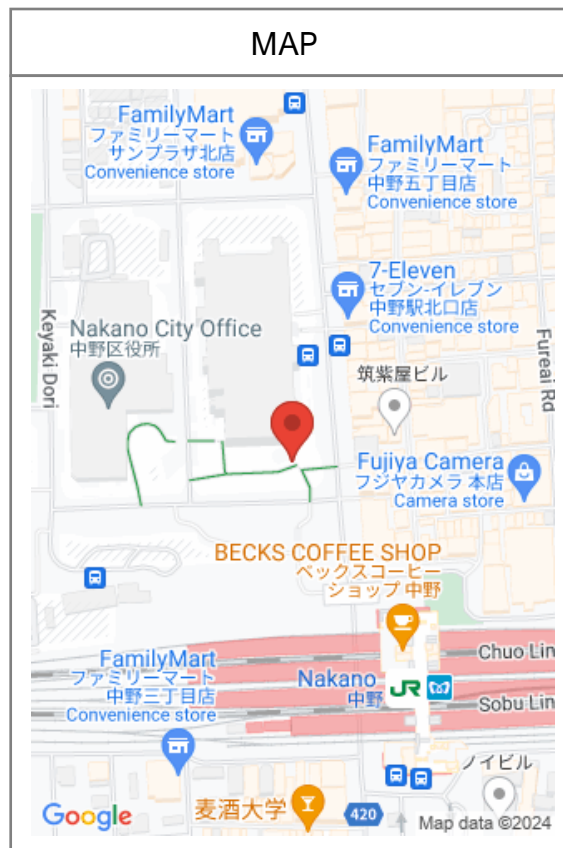 MAP
FamilyMart
ファミリーマート
サンプラザ北店
Convenience store
FamilyMart
ファミリーマート
中野五丁目店
Convenience store
7-Eleven
セブン-イレブン
中野駅北口店
Convenience store
Keyaki Dori
Nakano City Office
中野区役所
筑紫屋ビル
Fureai Rd
Fujiya Camera
フジヤカメラ 本店
Camera store
BECKS COFFEE SHOP
ベックスコーヒー
ショップ 中野
Chuo Lin
FamilyMart
ファミリーマート
中野三丁目店
Convenience store
Nakano
中野
JR
Sobu Lin
ノイビル
麦酒大学
420
Google
Map data ©2024